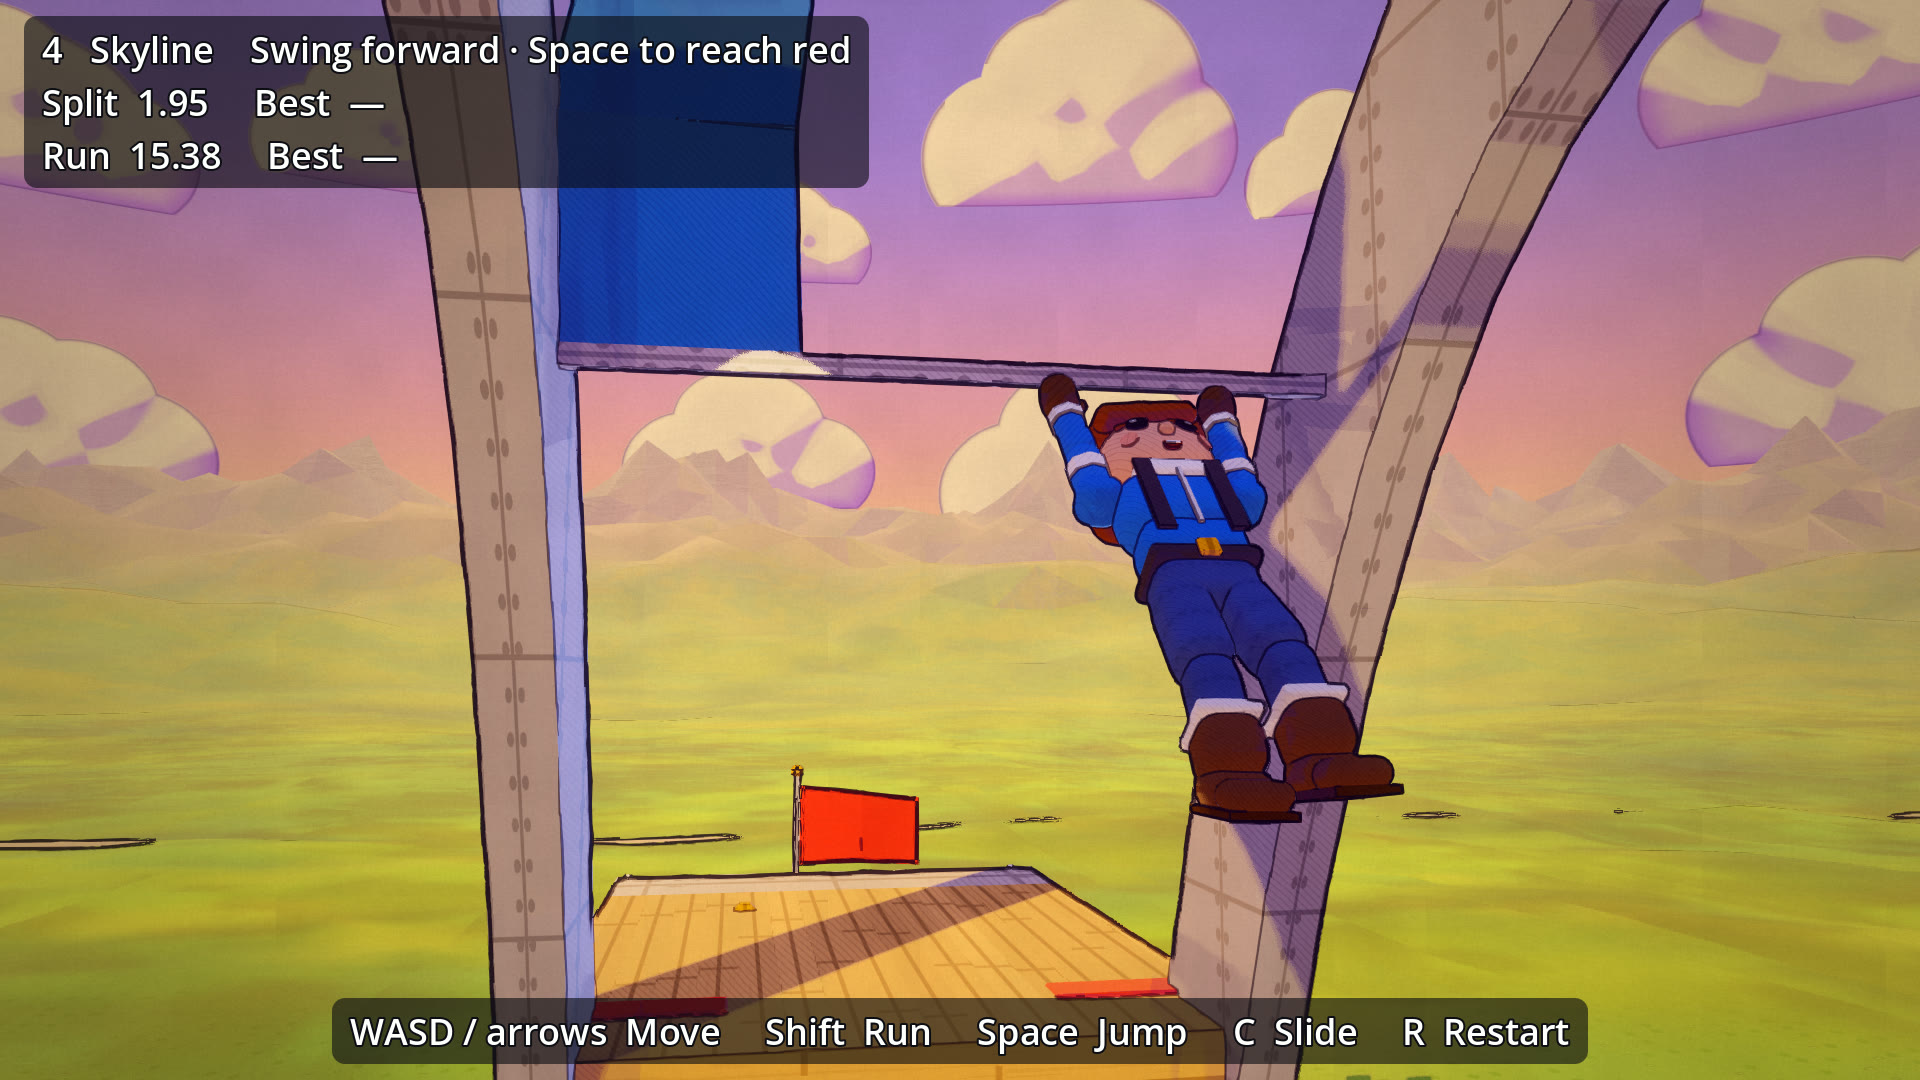 4 Skyline Swing forward · Space to reach red
Split 1.95 Best —
Run 15.38 Best —
WASD / arrows Move Shift Run Space Jump C Slide R Restart